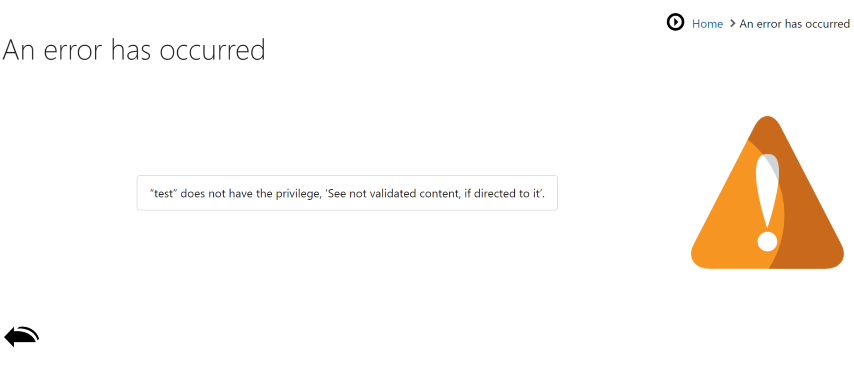 Home > An error has occurred
An error has occurred
“test” does not have the privilege, ‘See not validated content, if directed to it’.